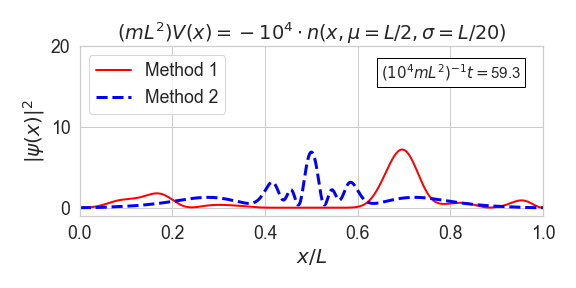 (mL²)V(x) = −10⁴ · n(x, μ = L/2, σ = L/20)
20
10
0
|ψ(x)|²
Method 1
Method 2
(10⁴mL²)⁻¹t = 59.3
0.0 0.2 0.4 0.6 0.8 1.0
x/L